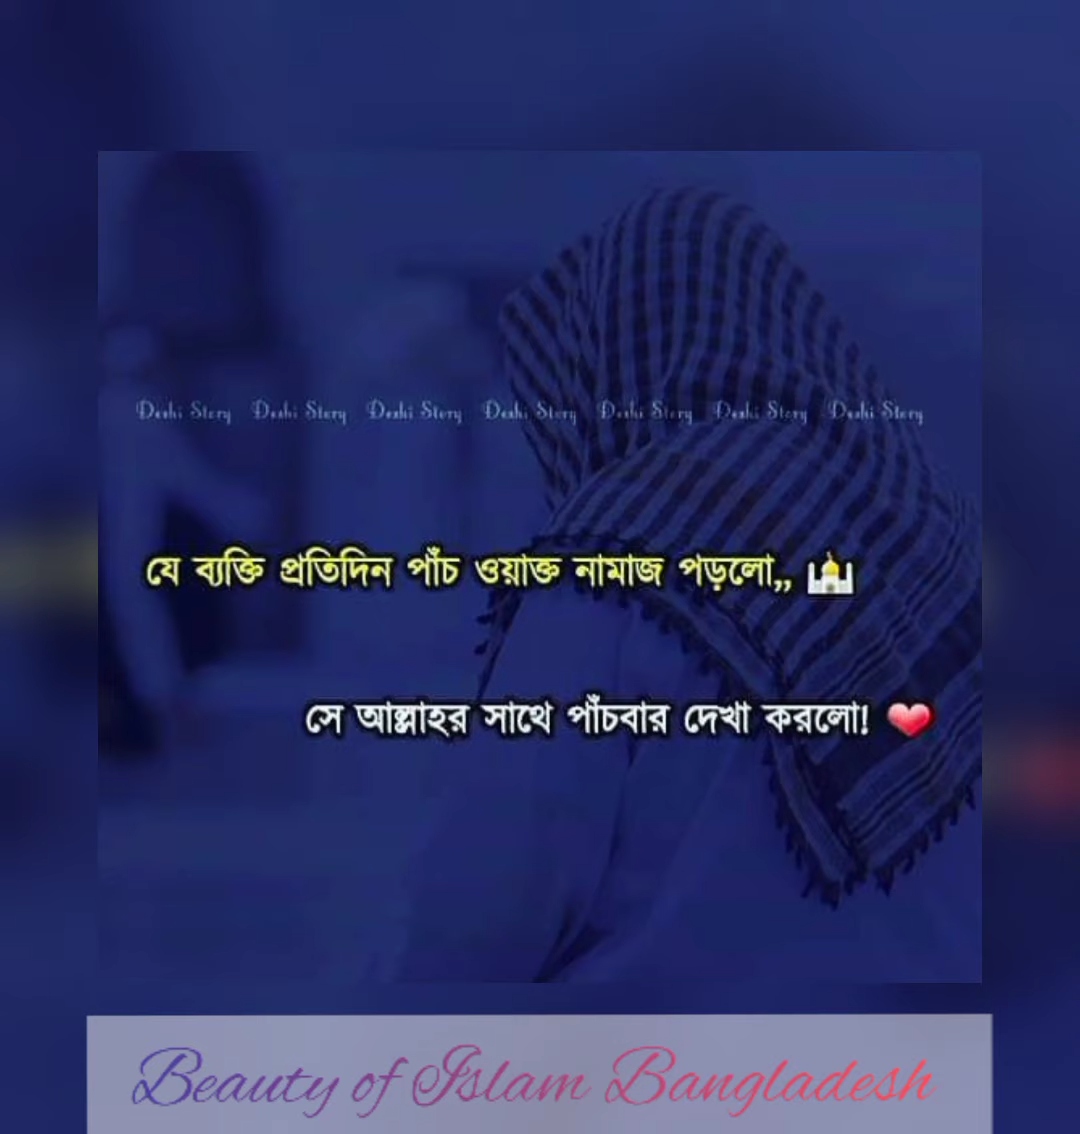 Deshi Story Deshi Story Deshi Story Deshi Story Deshi Story Deshi Story Deshi Story
যে ব্যক্তি প্রতিদিন পাঁচ ওয়াক্ত নামাজ পড়লো,, 🕌
সে আল্লাহর সাথে পাঁচবার দেখা করলো! ❤️
Beauty of Islam Bangladesh